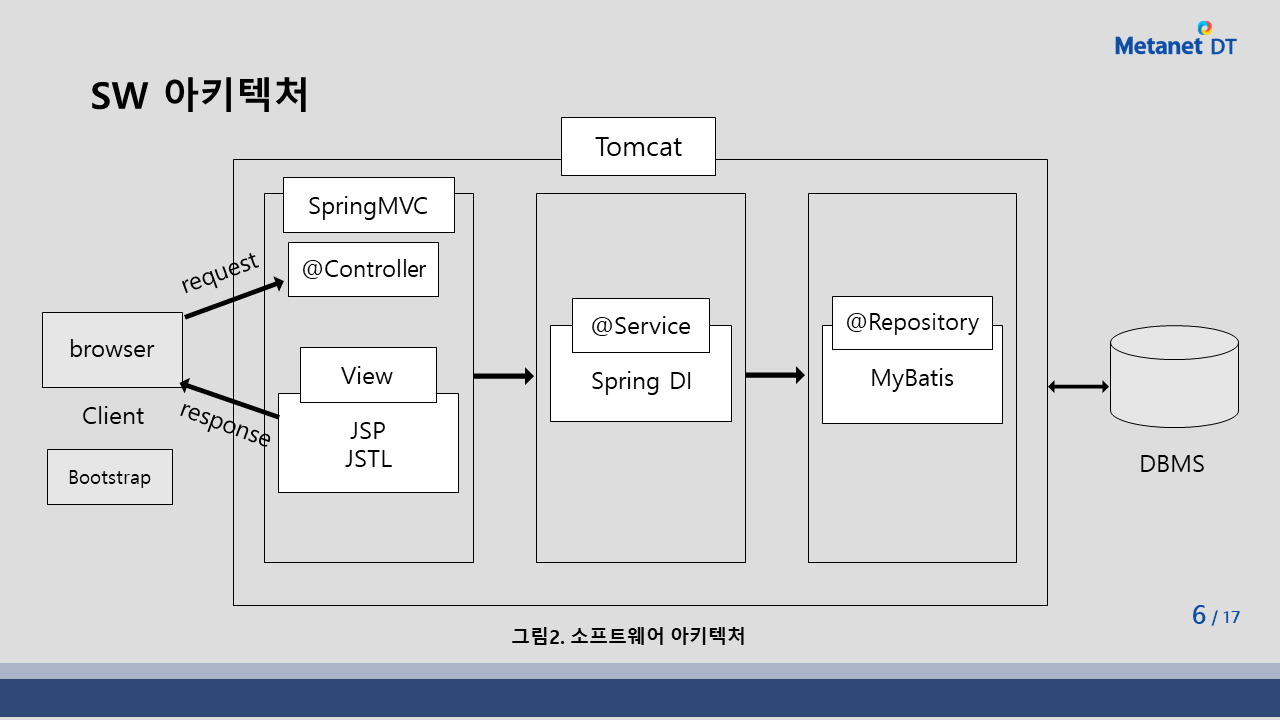 Metanet DT
SW 아키텍처
Tomcat
SpringMVC
@Controller
request
browser
Client
response
Bootstrap
View
JSP
JSTL
@Service
Spring DI
@Repository
MyBatis
DBMS
그림2. 소프트웨어 아키텍처
6 / 17